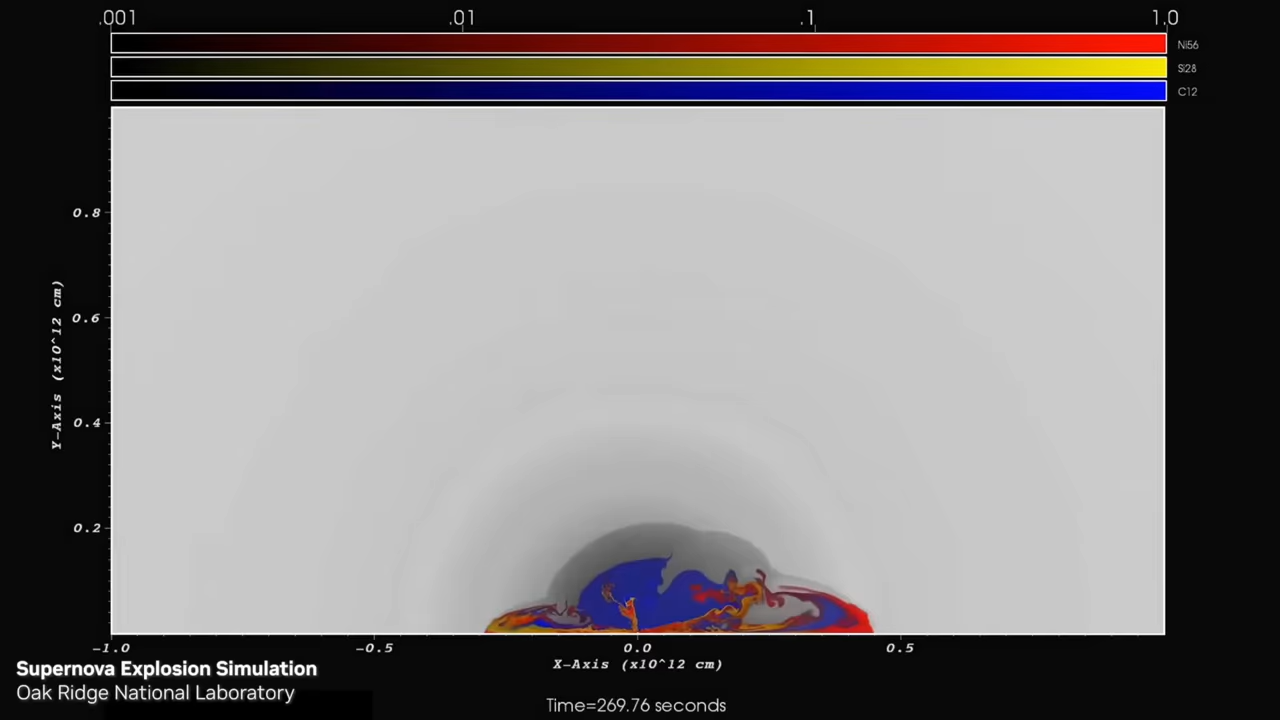 .001 .01 .1 1.0
Ni56
Si28
C12
0.8
0.6
0.4
0.2
Y-Axis (x10^12 cm)
-1.0 -0.5 0.0 0.5
X-Axis (x10^12 cm)
Supernova Explosion Simulation
Oak Ridge National Laboratory
Time=269.76 seconds